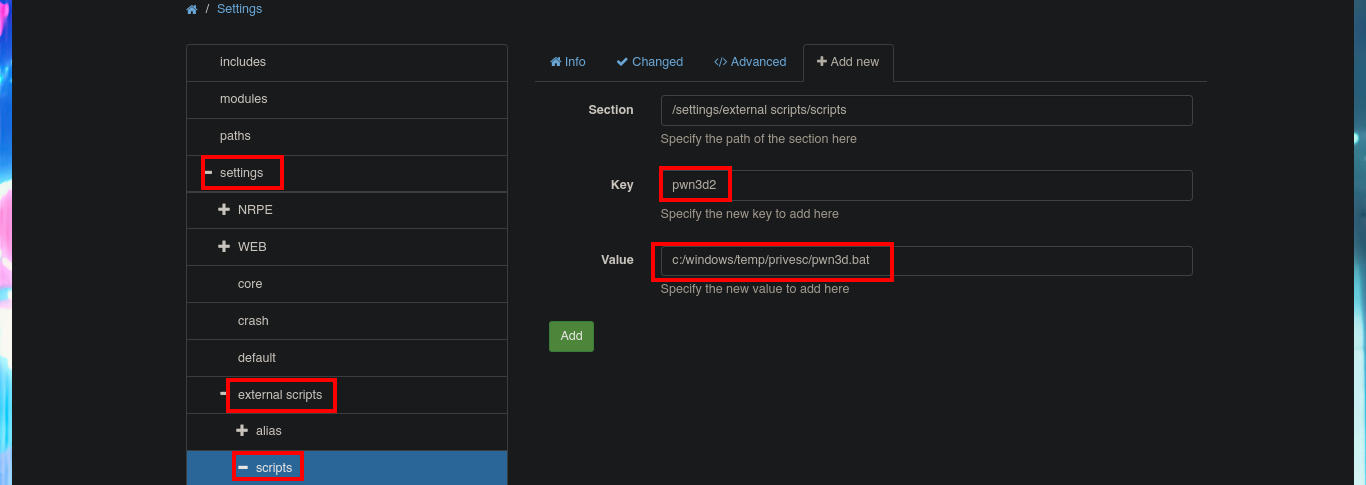 / Settings
includes
modules
paths
settings
NRPE
WEB
core
crash
default
external scripts
alias
scripts
Info
Changed
</> Advanced
Add new
Section
/settings/external scripts/scripts
Specify the path of the section here
Key
pwn3d2
Specify the new key to add here
Value
c:/windows/temp/privesc/pwn3d.bat
Specify the new value to add here
Add